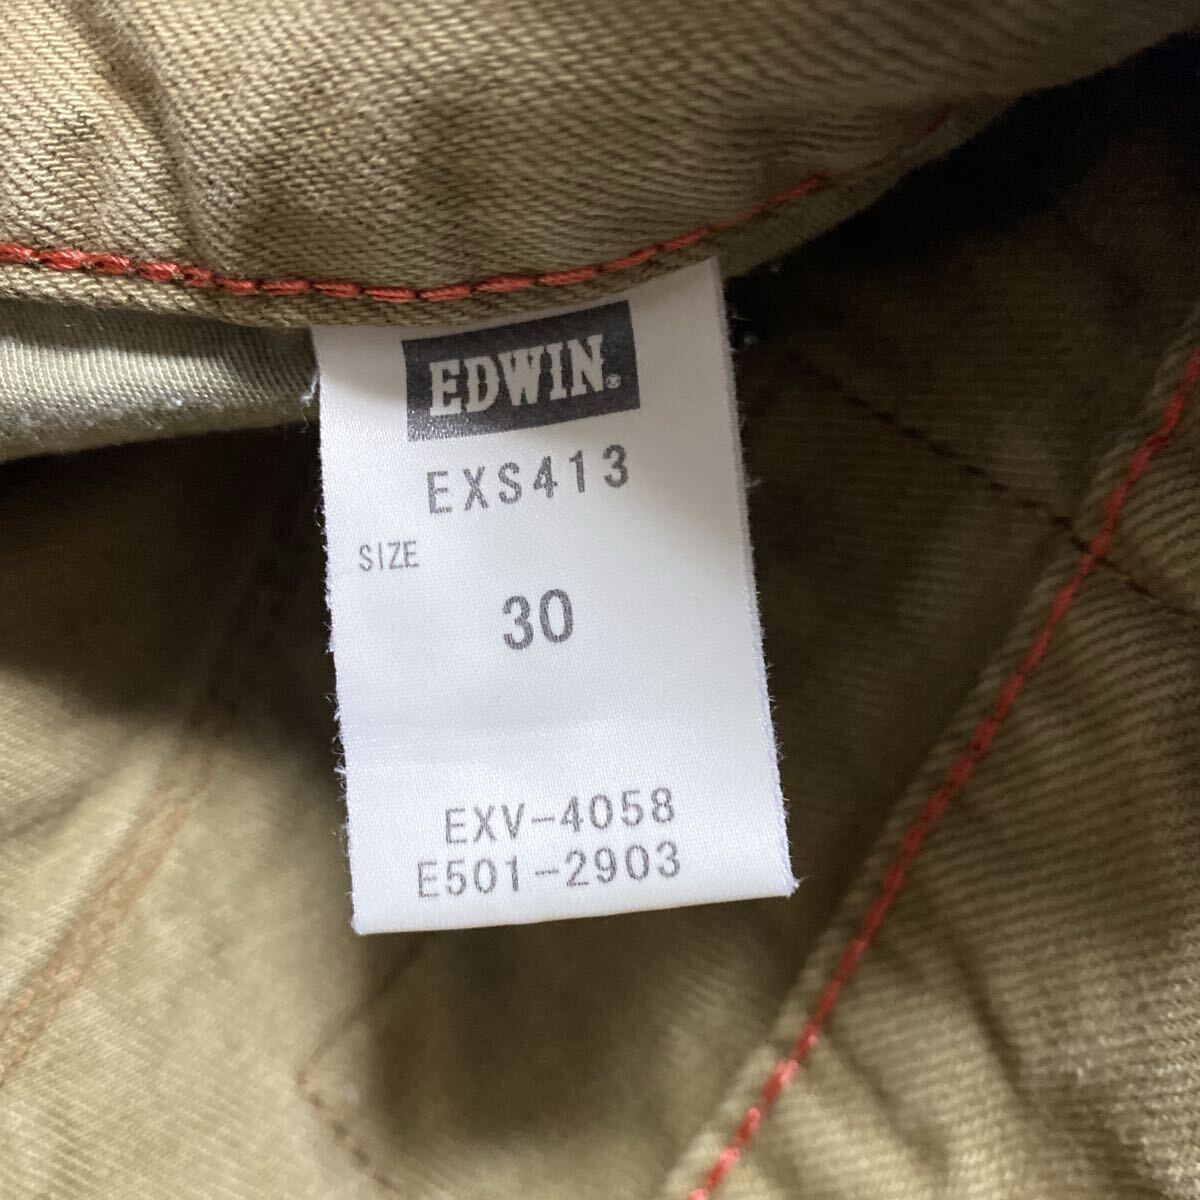 EDWIN.
EXS413
SIZE
30
EXV-4058
E501-2903